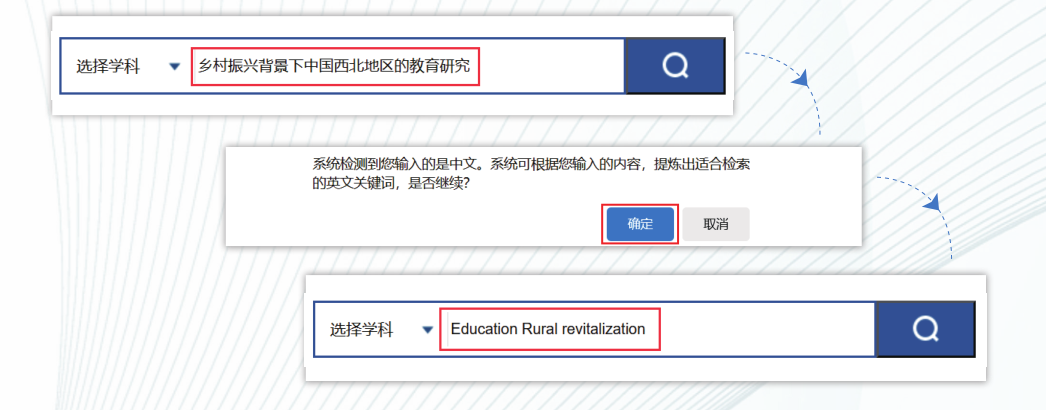 选择学科 乡村振兴背景下中国西北地区的教育研究
系统检测到您输入的是中文。系统可根据您输入的内容，提炼出适合检索
的英文关键词，是否继续?
确定 取消
选择学科 Education Rural revitalization